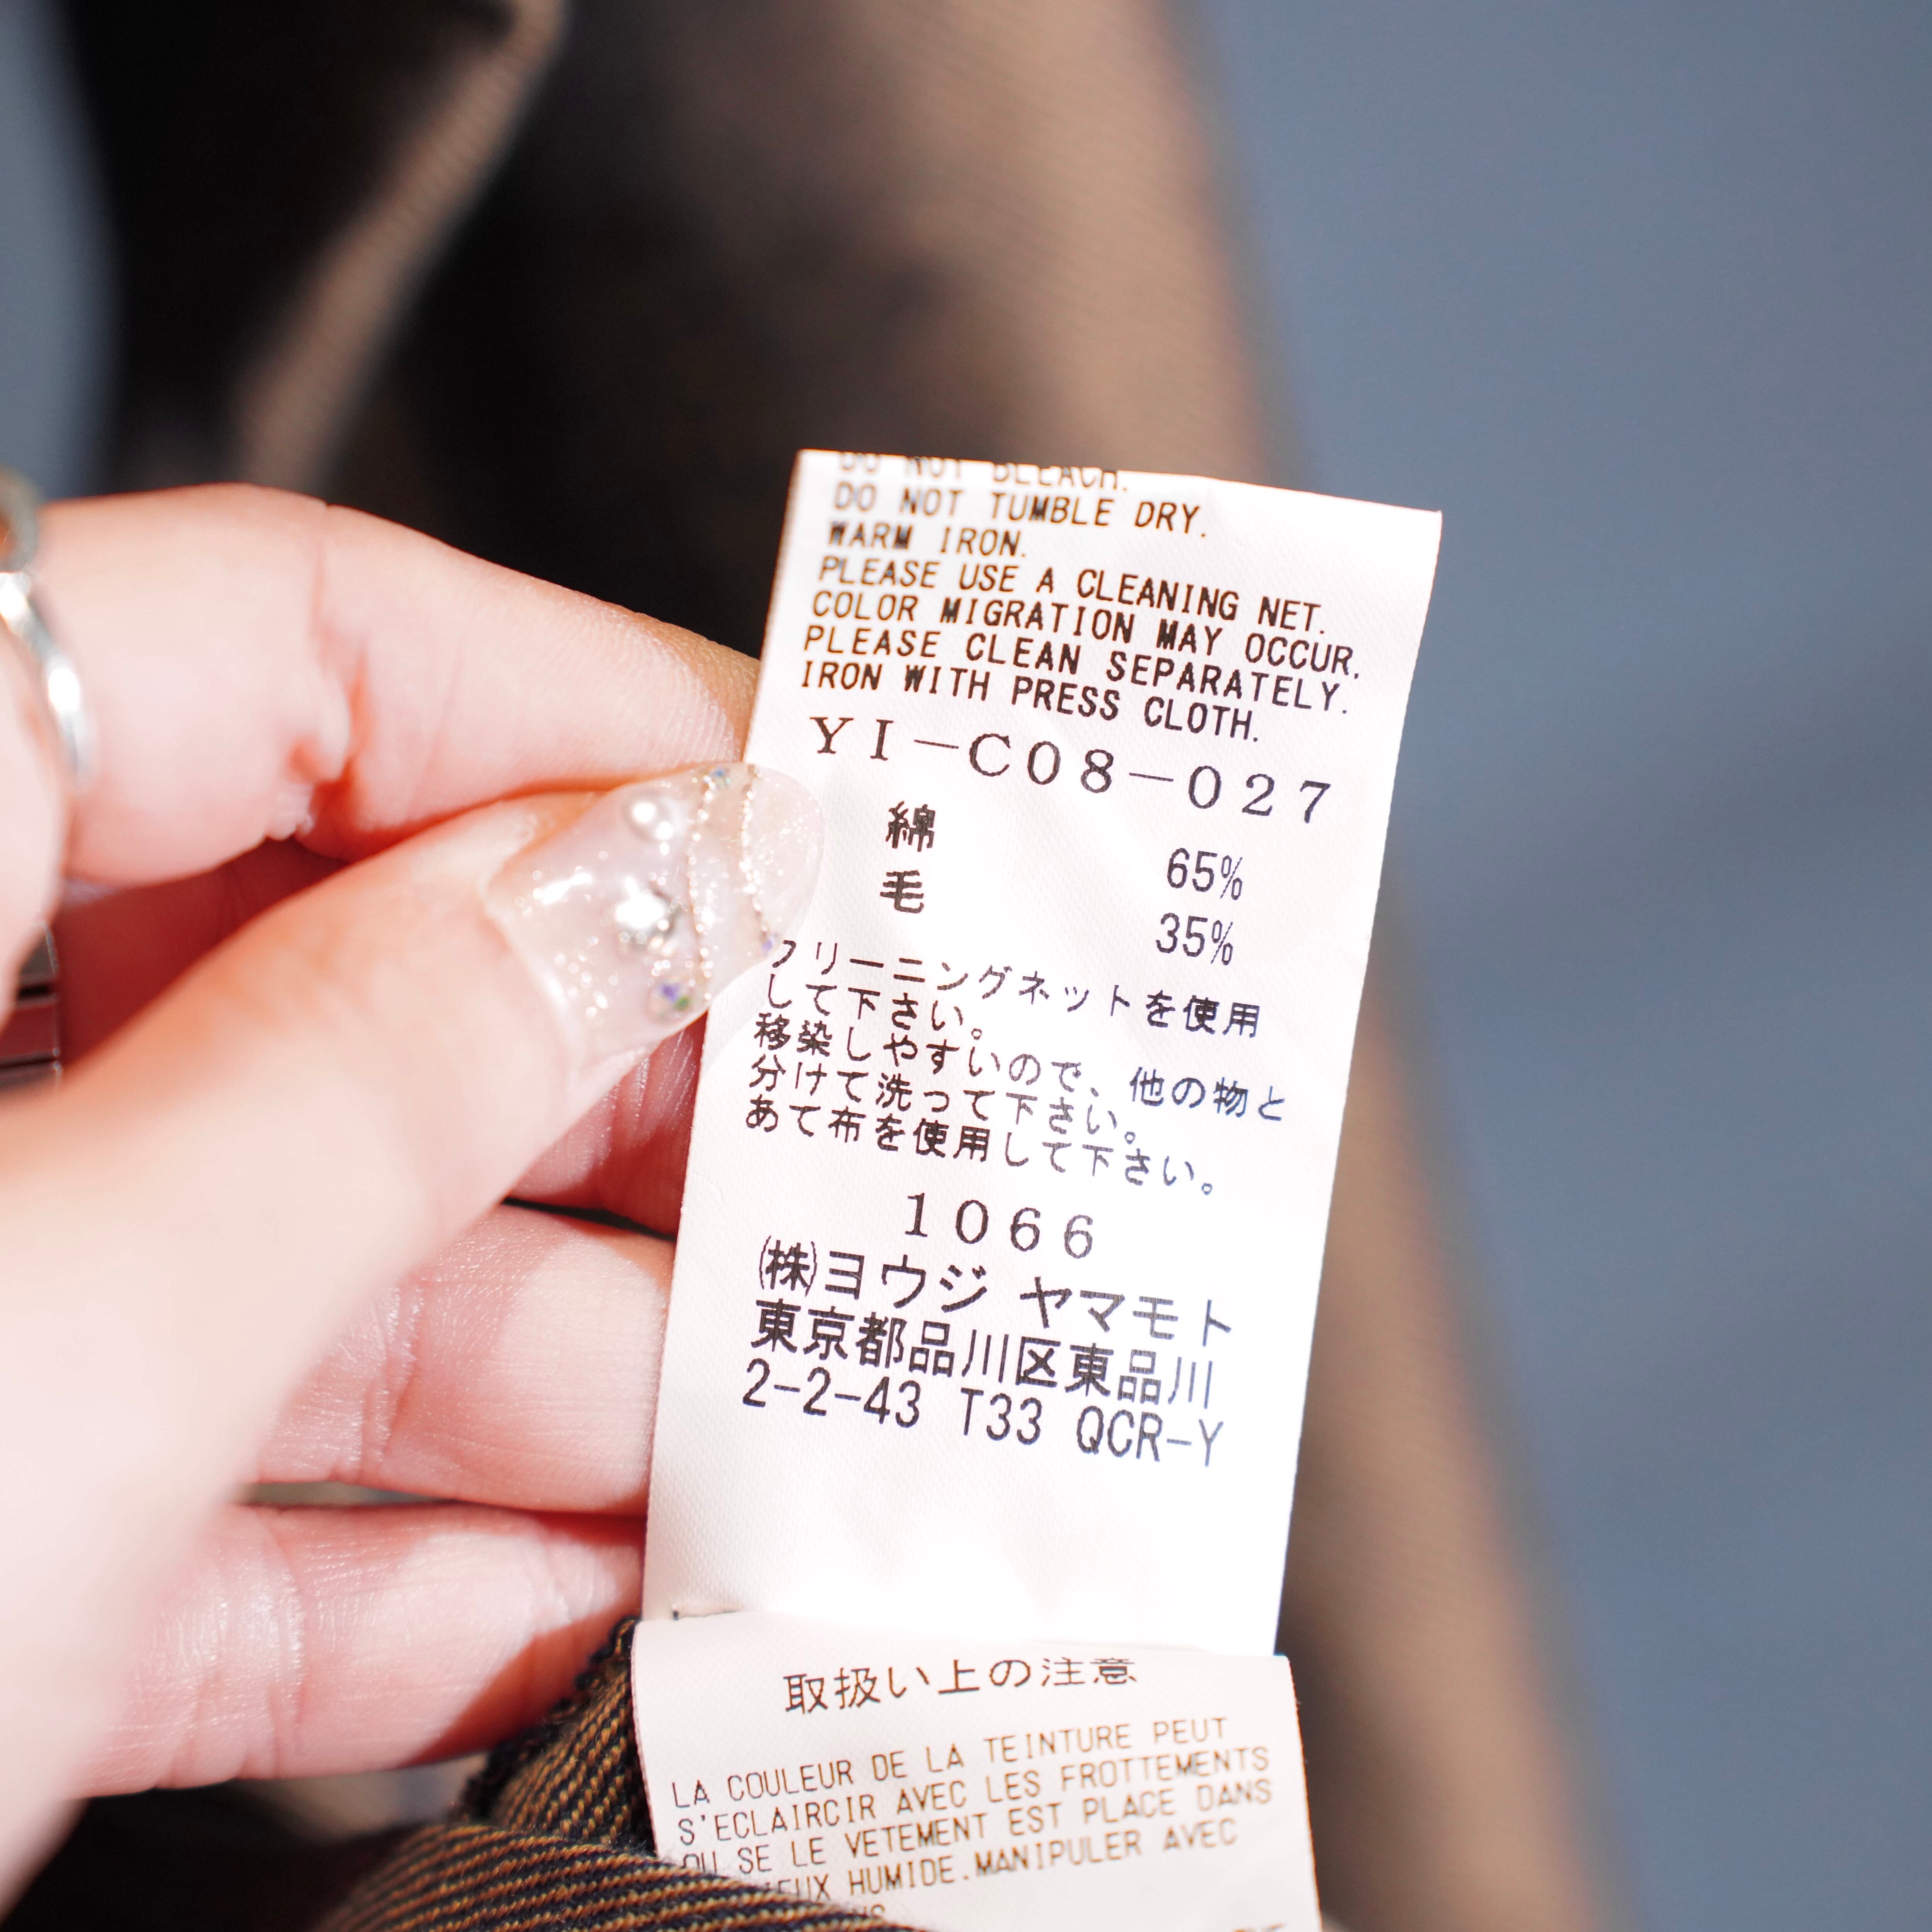 DO NOT BLEACH.
DO NOT TUMBLE DRY.
WARM IRON.
PLEASE USE A CLEANING NET.
COLOR MIGRATION MAY OCCUR.
PLEASE CLEAN SEPARATELY.
IRON WITH PRESS CLOTH.
YI-C08-027
綿 65%
毛 35%
クリーニングネットを使用
して下さい。
移染しやすいので、他の物と
分けて洗って下さい。
あて布を使用して下さい。
1066
㈱ヨウジ ヤマモト
東京都品川区東品川
2-2-43 T33 QCR-Y
取扱い上の注意
LA COULEUR DE LA TEINTURE PEUT
S'ECLAIRCIR AVEC LES FROTTEMENTS
OU SE LE VETEMENT EST PLACE DANS
HUMIDE.MANIPULER AVEC